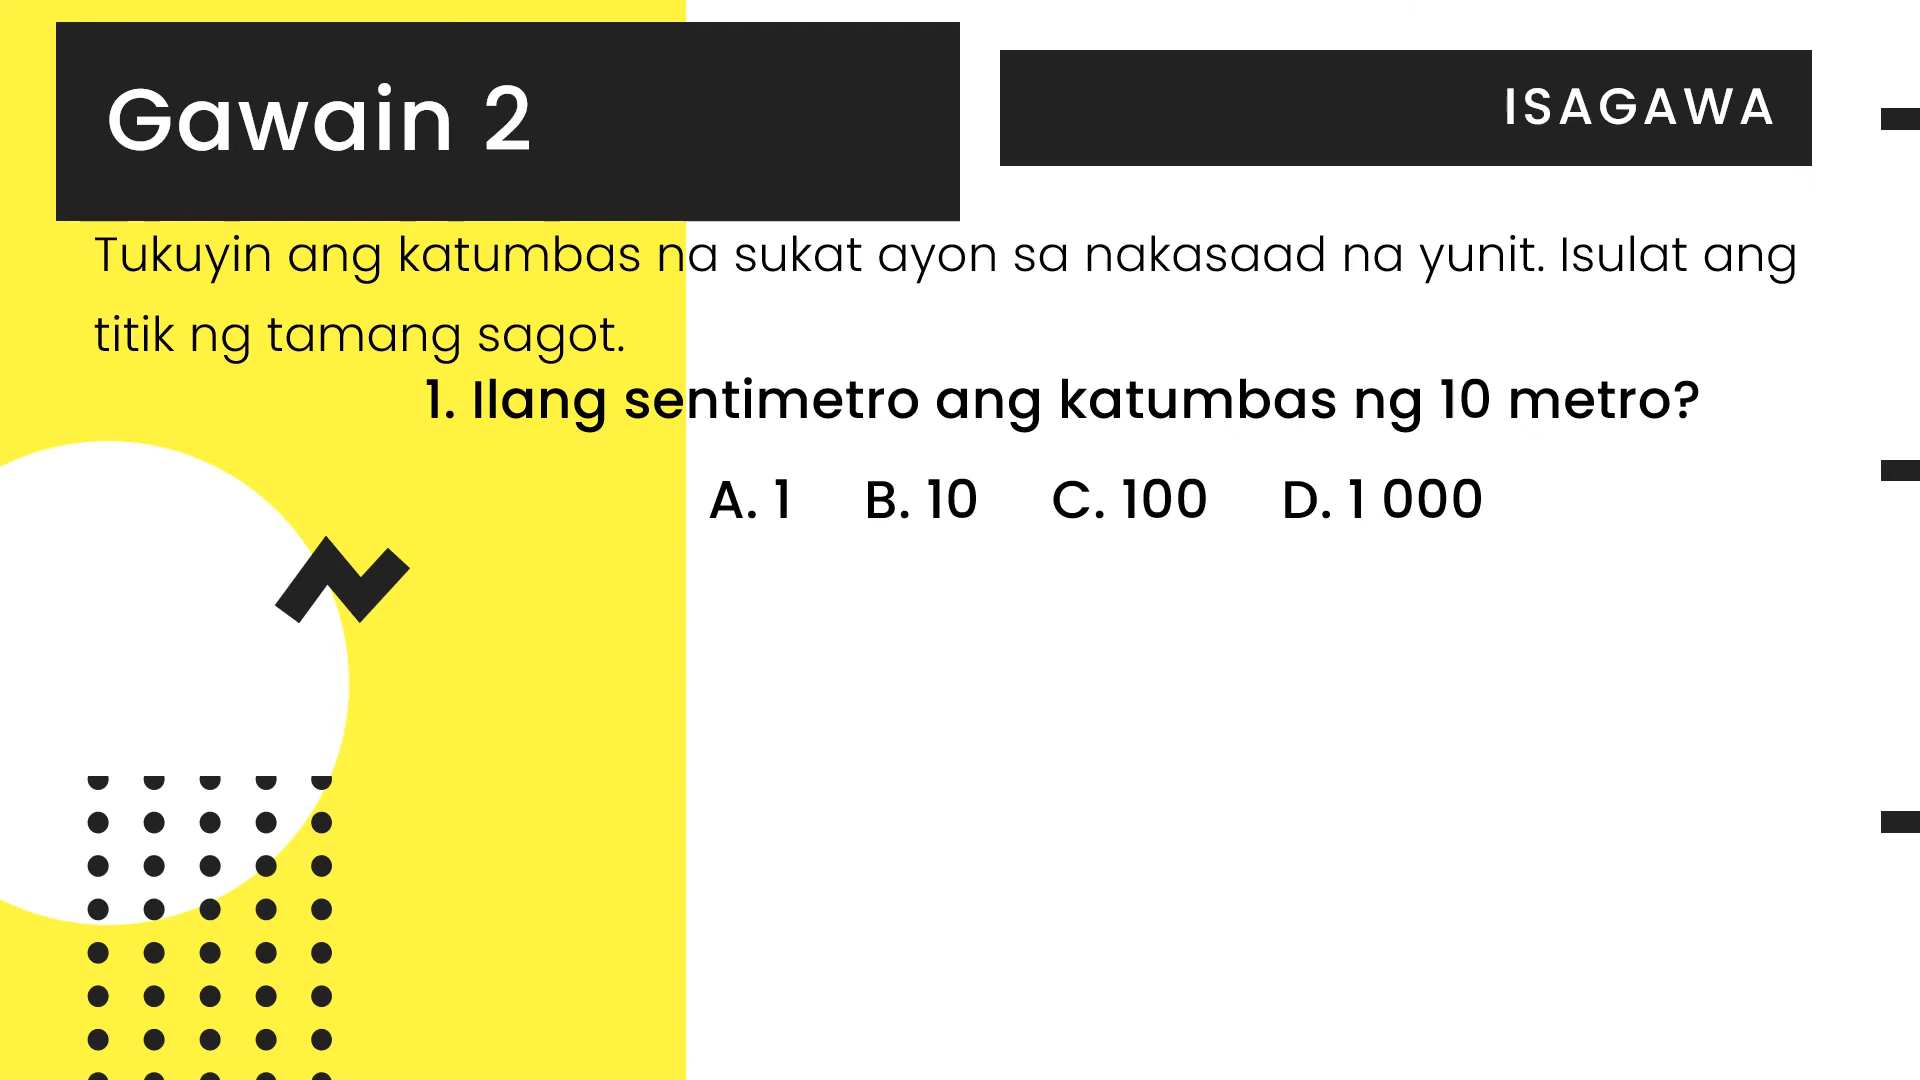 Gawain 2
ISAGAWA
Tukuyin ang katumbas na sukat ayon sa nakasaad na yunit. Isulat ang
titik ng tamang sagot.
1. Ilang sentimetro ang katumbas ng 10 metro?
A. 1 B. 10 C. 100 D. 1 000